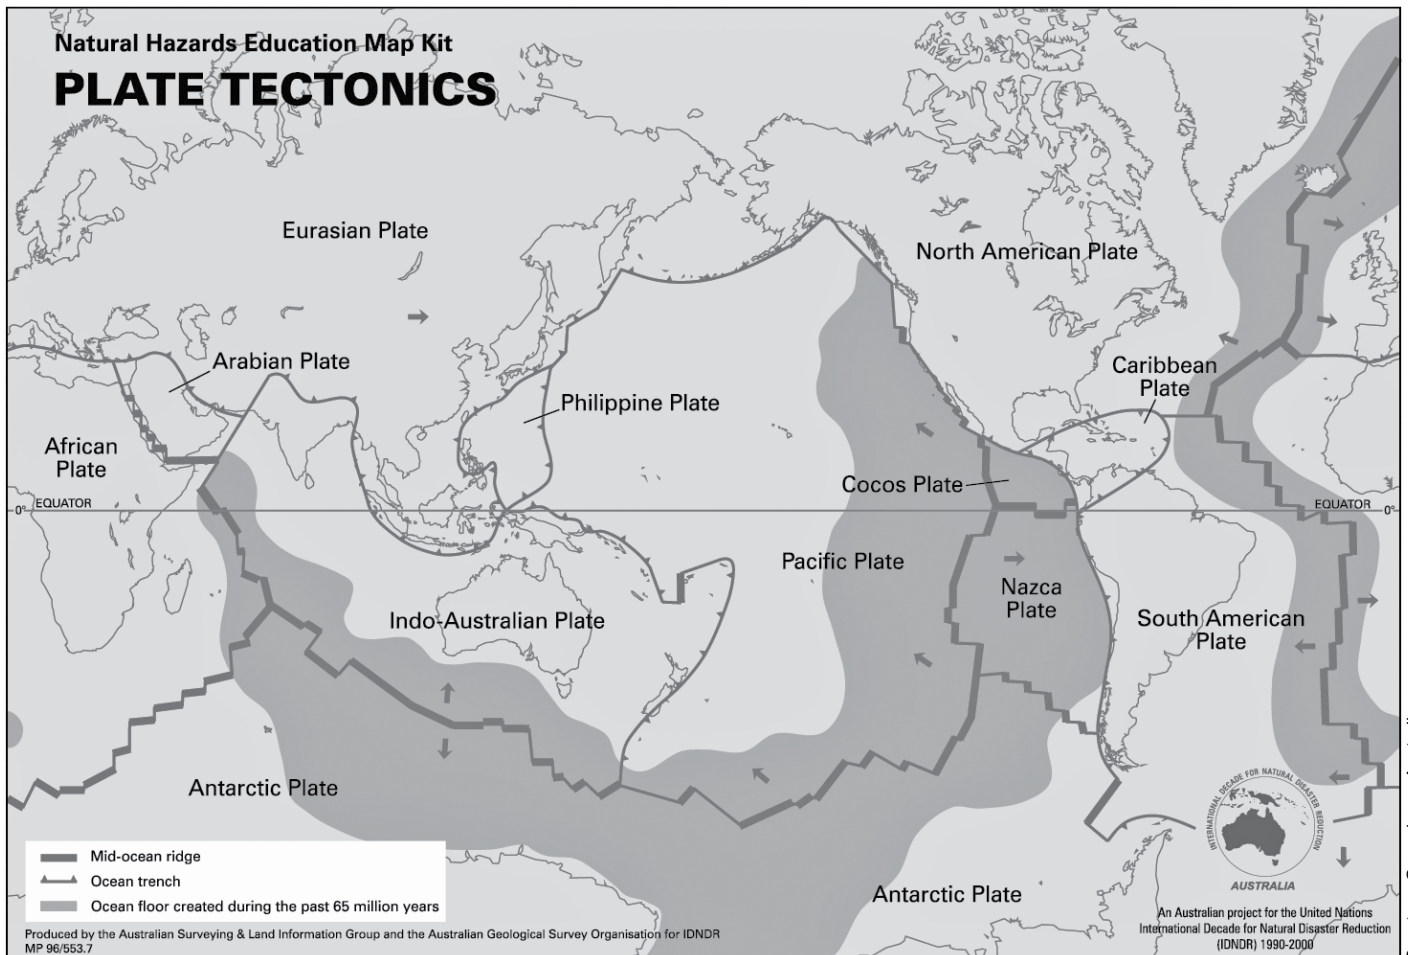 Natural Hazards Education Map Kit
PLATE TECTONICS
Eurasian Plate
North American Plate
Arabian Plate
Caribbean
Plate
Philippine Plate
African
Plate
Cocos Plate
0°
EQUATOR
EQUATOR
0°
Pacific Plate
Nazca
Plate
Indo-Australian Plate
South American
Plate
Antarctic Plate
INTERNATIONAL DECADE FOR NATURAL DISASTER REDUCTION
AUSTRALIA
Mid-ocean ridge
Ocean trench
Ocean floor created during the past 65 million years
Antarctic Plate
An Australian project for the United Nations
International Decade for Natural Disaster Reduction
(IDNDR) 1990-2000
Produced by the Australian Surveying & Land Information Group and the Australian Geological Survey Organisation for IDNDR
MP 96/553.7